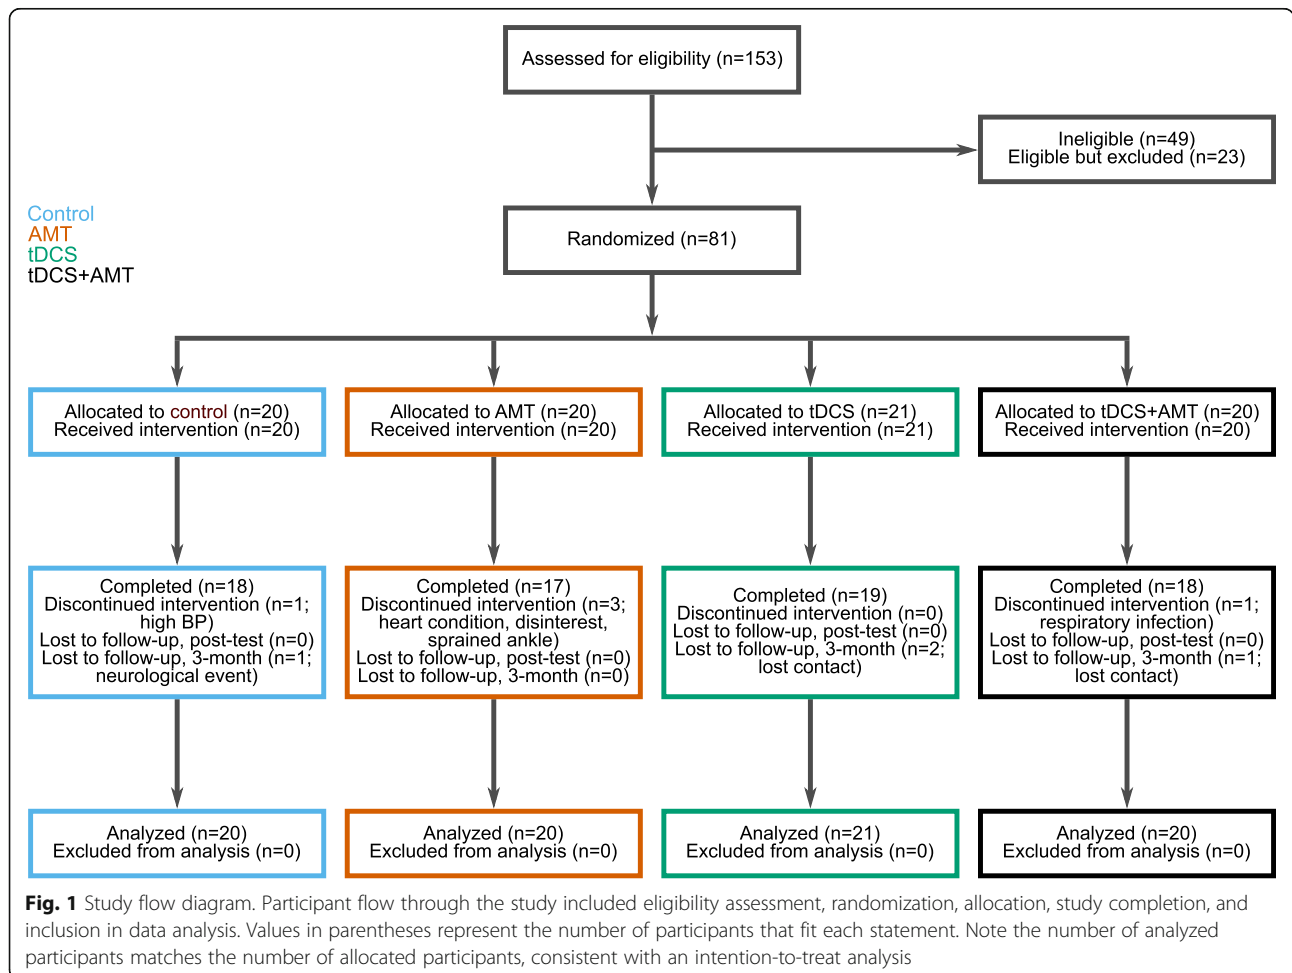 Assessed for eligibility (n=153)
Ineligible (n=49)
Eligible but excluded (n=23)
Control
AMT
tDCS
tDCS+AMT
Randomized (n=81)
Allocated to control (n=20)
Received intervention (n=20)
Allocated to AMT (n=20)
Received intervention (n=20)
Allocated to tDCS (n=21)
Received intervention (n=21)
Allocated to tDCS+AMT (n=20)
Received intervention (n=20)
Completed (n=18)
Discontinued intervention (n=1;
high BP)
Lost to follow-up, post-test (n=0)
Lost to follow-up, 3-month (n=1;
neurological event)
Completed (n=17)
Discontinued intervention (n=3;
heart condition, disinterest,
sprained ankle)
Lost to follow-up, post-test (n=0)
Lost to follow-up, 3-month (n=0)
Completed (n=19)
Discontinued intervention (n=0)
Lost to follow-up, post-test (n=0)
Lost to follow-up, 3-month (n=2;
lost contact)
Completed (n=18)
Discontinued intervention (n=1;
respiratory infection)
Lost to follow-up, post-test (n=0)
Lost to follow-up, 3-month (n=1;
lost contact)
Analyzed (n=20)
Excluded from analysis (n=0)
Analyzed (n=20)
Excluded from analysis (n=0)
Analyzed (n=21)
Excluded from analysis (n=0)
Analyzed (n=20)
Excluded from analysis (n=0)
Fig. 1 Study flow diagram. Participant flow through the study included eligibility assessment, randomization, allocation, study completion, and
inclusion in data analysis. Values in parentheses represent the number of participants that fit each statement. Note the number of analyzed
participants matches the number of allocated participants, consistent with an intention-to-treat analysis